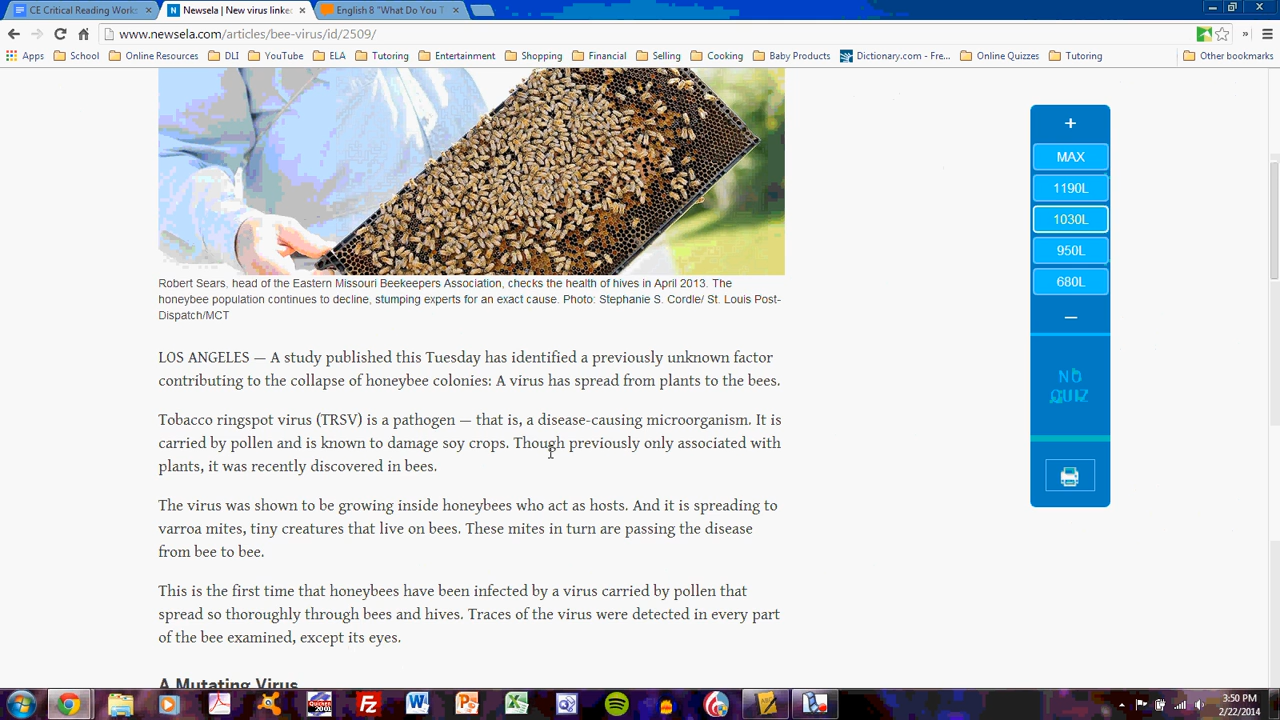 CE Critical Reading Works
Newsela | New virus linke
English 8 "What Do You T
www.newsela.com/articles/bee-virus/id/2509/
Apps School Online Resources DLI YouTube ELA Tutoring Entertainment Shopping Financial Selling Cooking Baby Products Dictionary.com - Fre... Online Quizzes Tutoring Other bookmarks
+
MAX
1190L
1030L
950L
680L
—
NO
QUIZ
Robert Sears, head of the Eastern Missouri Beekeepers Association, checks the health of hives in April 2013. The
honeybee population continues to decline, stumping experts for an exact cause. Photo: Stephanie S. Cordle/ St. Louis Post-
Dispatch/MCT
LOS ANGELES — A study published this Tuesday has identified a previously unknown factor
contributing to the collapse of honeybee colonies: A virus has spread from plants to the bees.
Tobacco ringspot virus (TRSV) is a pathogen — that is, a disease-causing microorganism. It is
carried by pollen and is known to damage soy crops. Though previously only associated with
plants, it was recently discovered in bees.
The virus was shown to be growing inside honeybees who act as hosts. And it is spreading to
varroa mites, tiny creatures that live on bees. These mites in turn are passing the disease
from bee to bee.
This is the first time that honeybees have been infected by a virus carried by pollen that
spread so thoroughly through bees and hives. Traces of the virus were detected in every part
of the bee examined, except its eyes.
A Mutating Virus
3:50 PM
2/22/2014